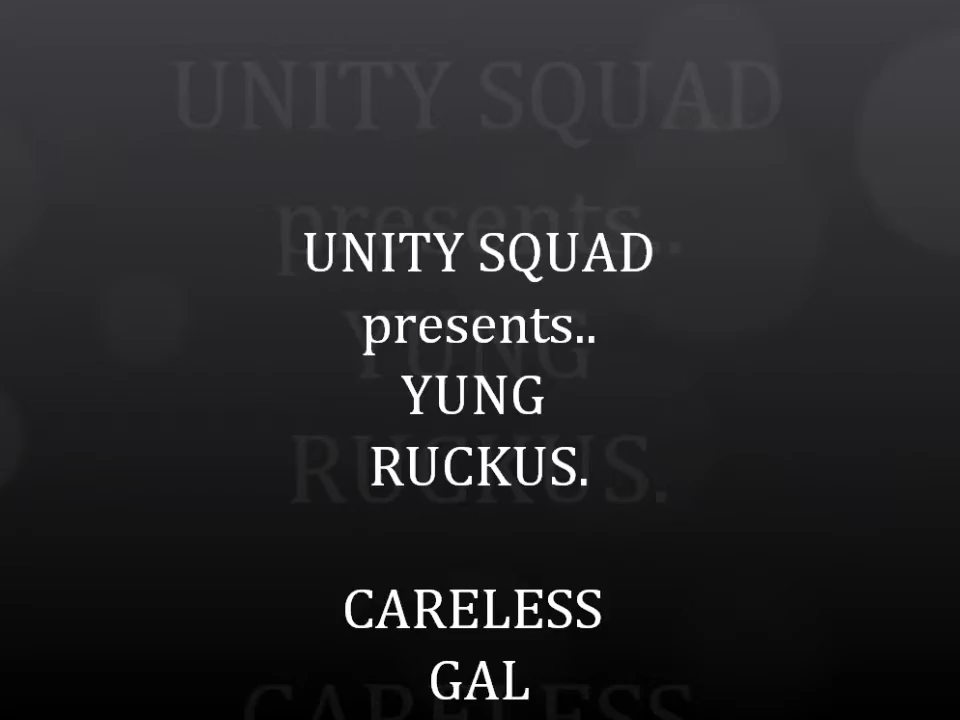 UNITY SQUAD
presents..
YUNG
RUCKUS.
CARELESS
GAL